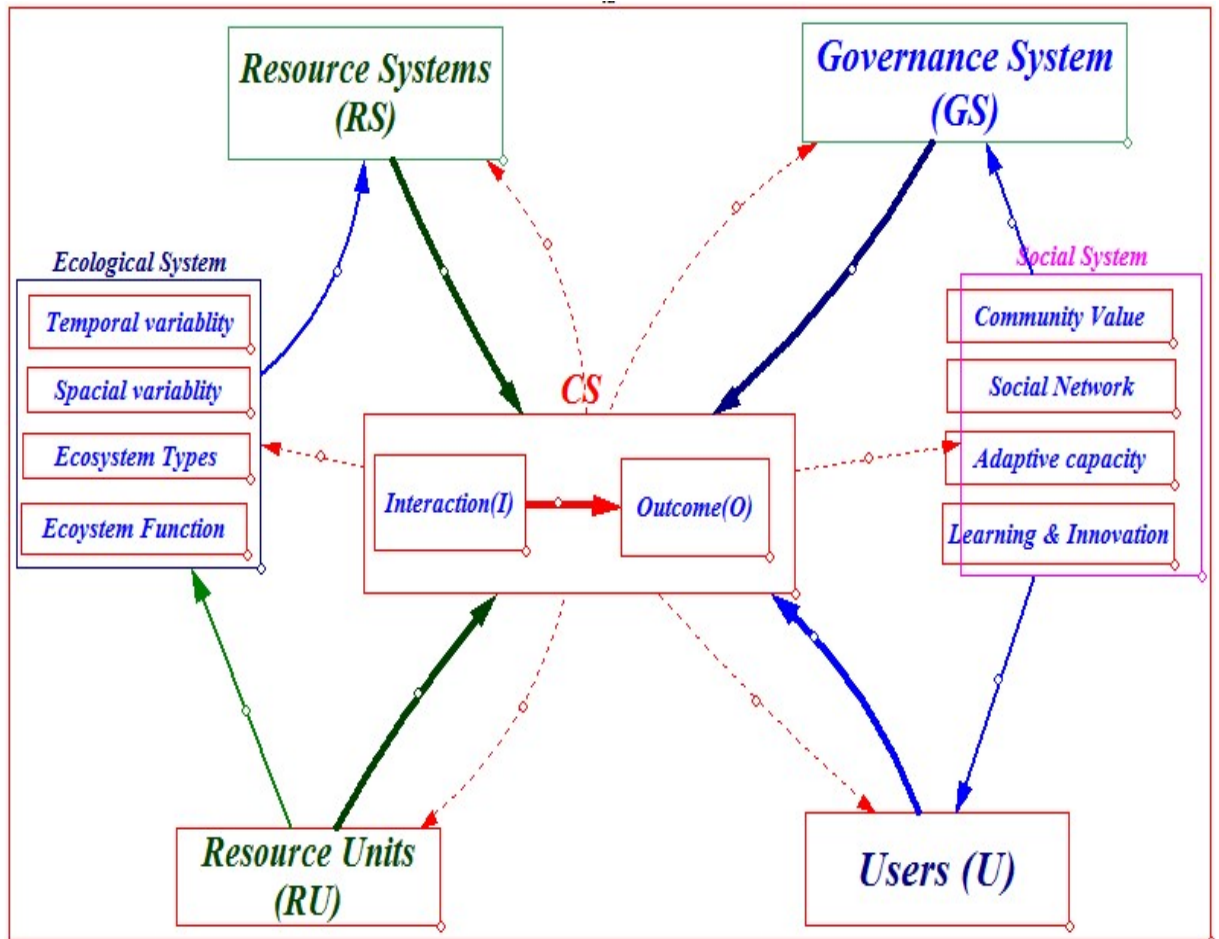 Resource Systems
(RS)
Governance System
(GS)
Ecological System
Temporal variablity
Spacial variablity
Ecosystem Types
Ecoystem Function
Social System
Community Value
Social Network
Adaptive capacity
Learning & Innovation
CS
Interaction(I)
Outcome(O)
Resource Units
(RU)
Users (U)